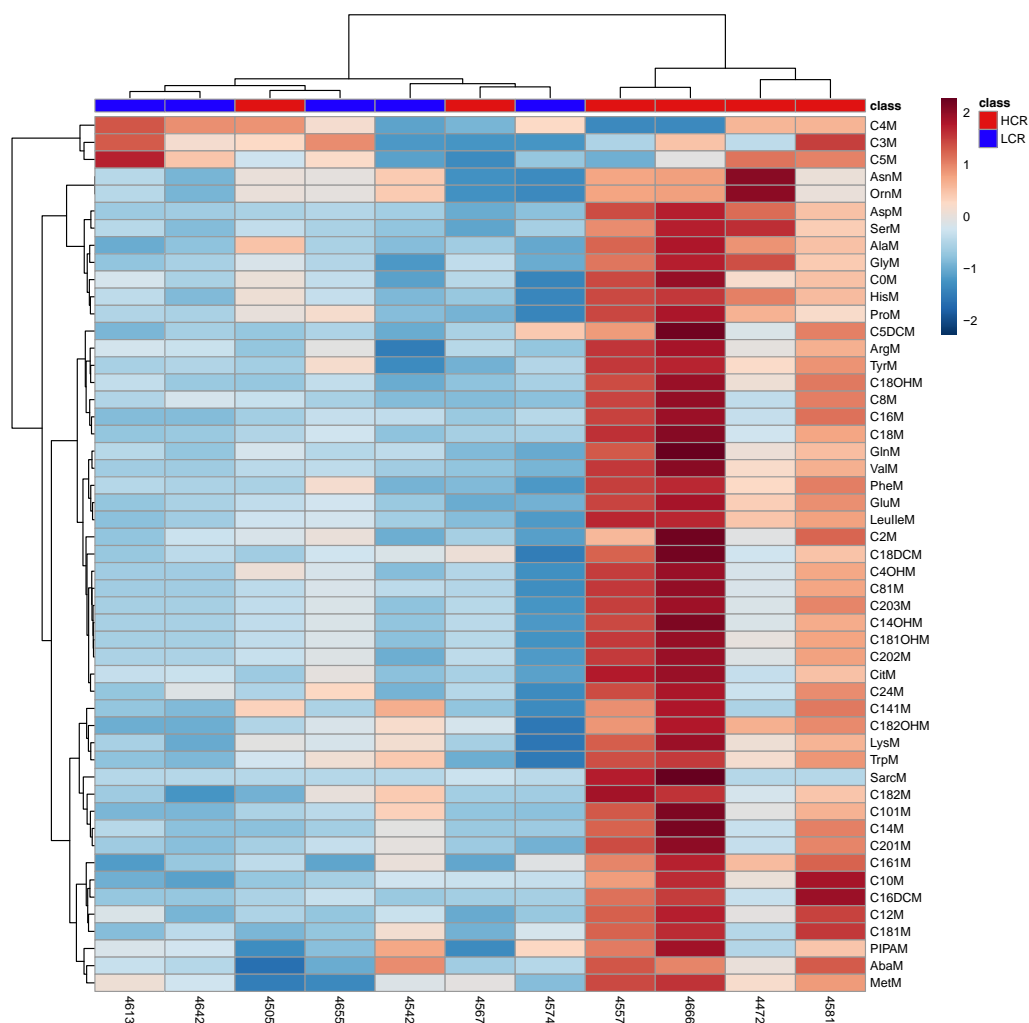 class
C4M
C3M
C5M
AsnM
OrnM
AspM
SerM
AlaM
GlyM
C0M
HisM
ProM
C5DCM
ArgM
TyrM
C18OHM
C8M
C16M
C18M
GlnM
ValM
PheM
GluM
LeuIleM
C2M
C18DCM
C4OHM
C81M
C203M
C14OHM
C181OHM
C202M
CitM
C24M
C141M
C182OHM
LysM
TrpM
SarcM
C182M
C101M
C14M
C201M
C161M
C10M
C16DCM
C12M
C181M
PIPAM
AbaM
MetM
2
1
0
−1
−2
class
HCR
LCR
4613
4642
4505
4655
4542
4567
4574
4557
4666
4472
4581